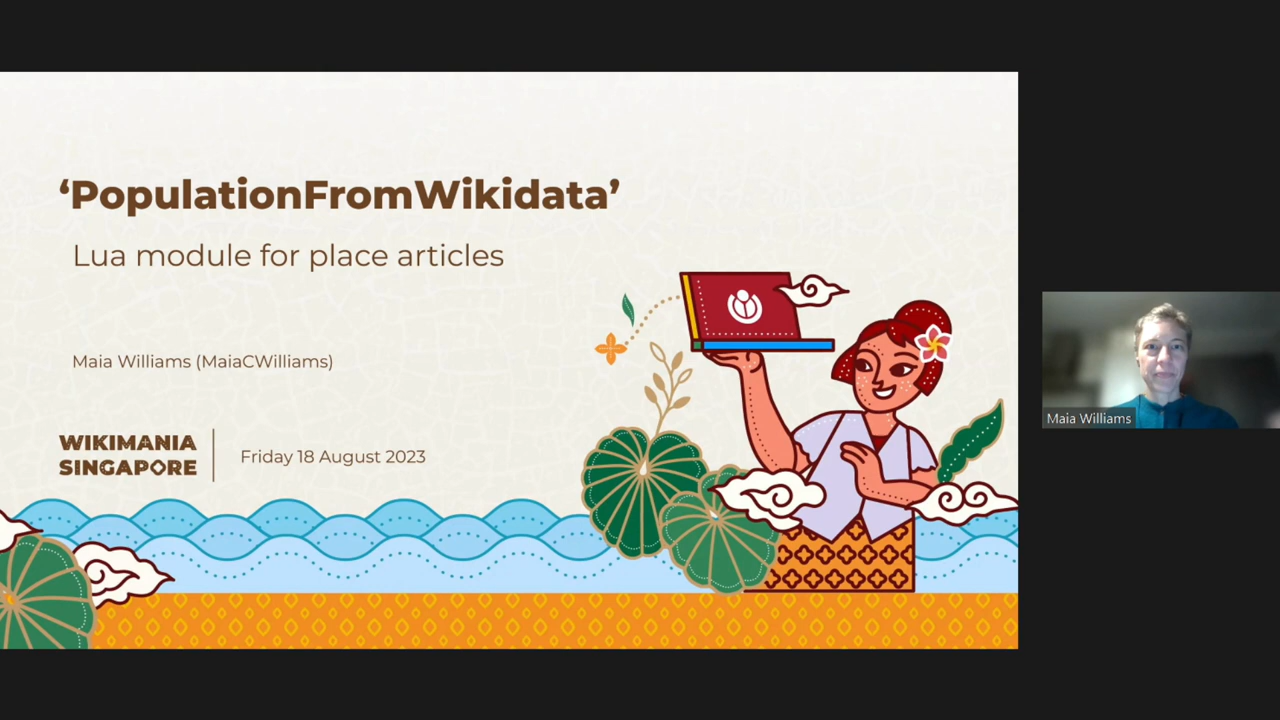 ‘PopulationFromWikidata’
Lua module for place articles
Maia Williams (MaiaCWilliams)
WIKIMANIA
SINGAPORE
Friday 18 August 2023
Maia Williams